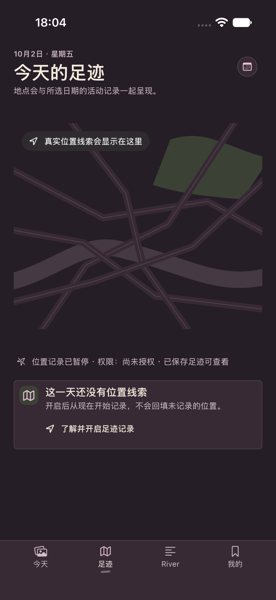 18:04
10月2日 · 星期五
今天的足迹
地点会与所选日期的活动记录一起呈现。
真实位置线索会显示在这里
位置记录已暂停 · 权限：尚未授权 · 已保存足迹可查看
这一天还没有位置线索
开启后从现在开始记录，不会回填未记录的位置。
了解并开启足迹记录
今天
足迹
River
我的